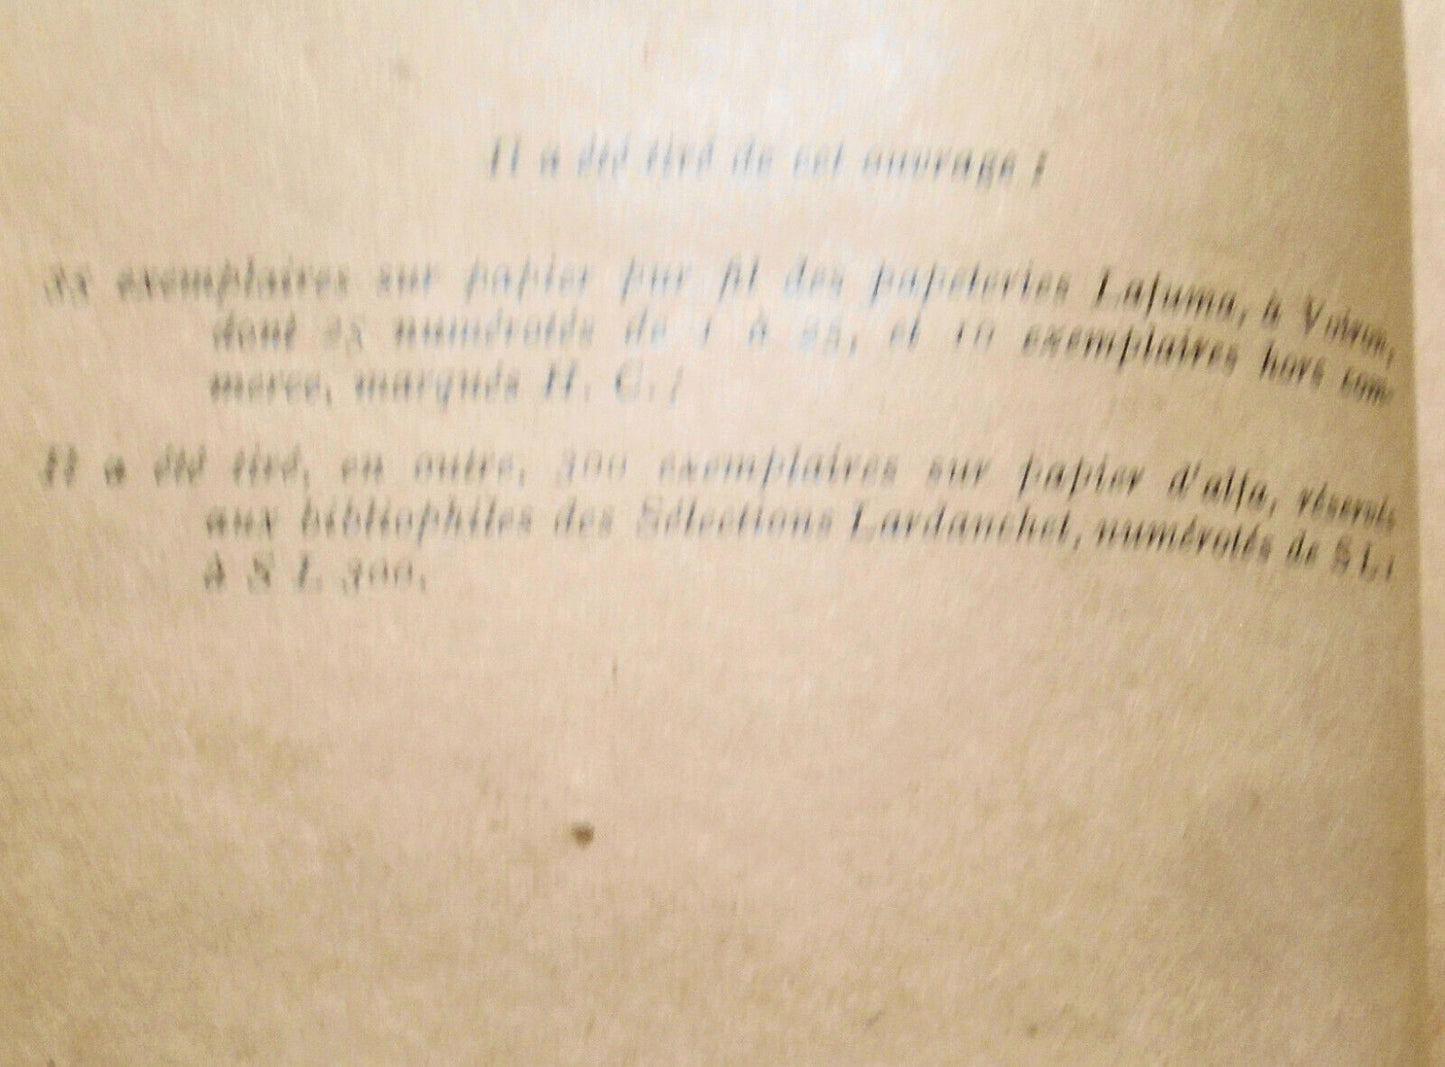 Il a été tiré de cet ouvrage :
35 exemplaires sur papier pur fil des papeteries Lafuma, à Voiron,
dont 25 numérotés de 1 à 25, et 10 exemplaires hors com-
merce, marqués H. C. ;
Il a été tiré, en outre, 300 exemplaires sur papier d'alfa, réservés
aux bibliophiles des Sélections Lardanchet, numérotés de S L 1
à S L 300.